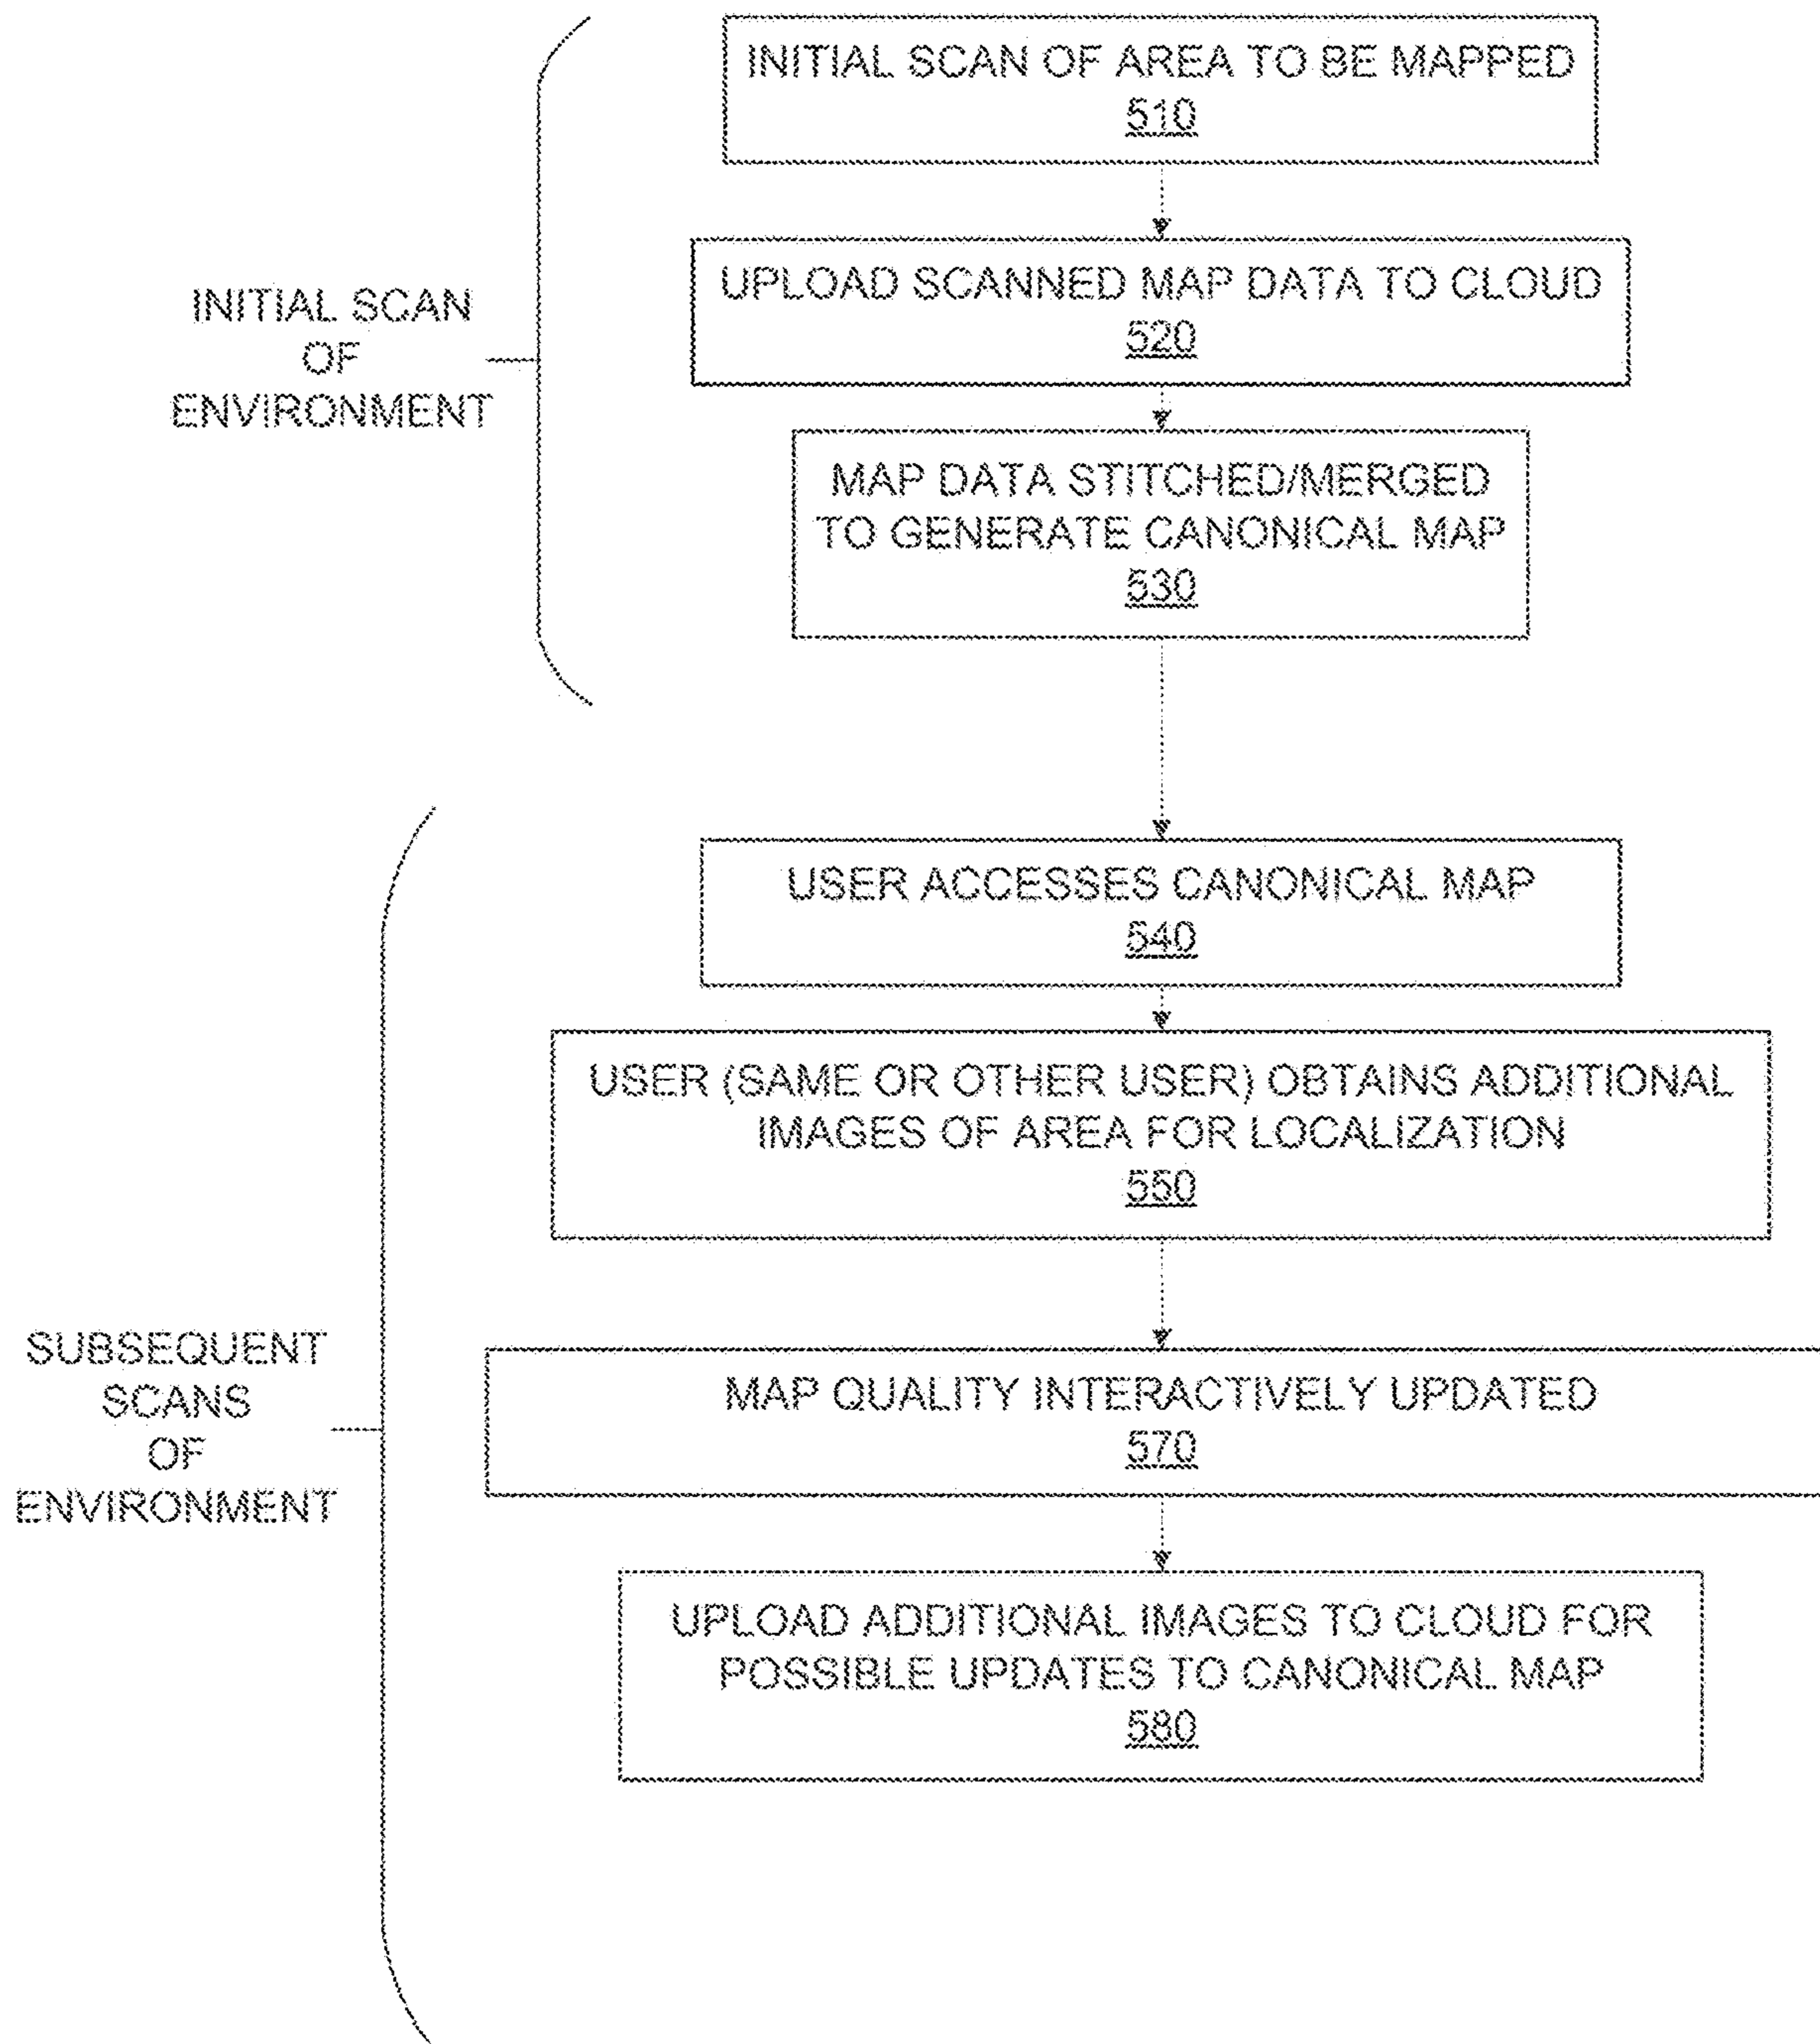 INITIAL SCAN OF AREA TO BE MAPPED
510
UPLOAD SCANNED MAP DATA TO CLOUD
520
INITIAL SCAN
OF
ENVIRONMENT
MAP DATA STITCHED/MERGED
TO GENERATE CANONICAL MAP
530
USER ACCESSES CANONICAL MAP
540
USER (SAME OR OTHER USER) OBTAINS ADDITIONAL
IMAGES OF AREA FOR LOCALIZATION
550
SUBSEQUENT
SCANS
OF
ENVIRONMENT
MAP QUALITY INTERACTIVELY UPDATED
570
UPLOAD ADDITIONAL IMAGES TO CLOUD FOR
POSSIBLE UPDATES TO CANONICAL MAP
580